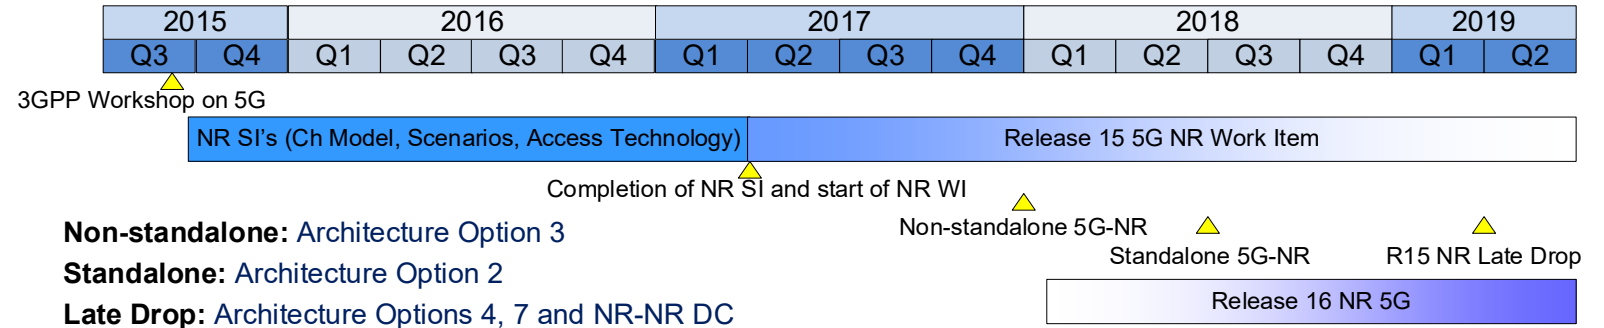 2015 2016 2017 2018 2019
Q3 Q4 Q1 Q2 Q3 Q4 Q1 Q2 Q3 Q4 Q1 Q2 Q3 Q4 Q1 Q2
3GPP Workshop on 5G
NR SI's (Ch Model, Scenarios, Access Technology) Release 15 5G NR Work Item
Completion of NR SI and start of NR WI
Non-standalone 5G-NR
Standalone 5G-NR
R15 NR Late Drop
Release 16 NR 5G
Non-standalone: Architecture Option 3
Standalone: Architecture Option 2
Late Drop: Architecture Options 4, 7 and NR-NR DC